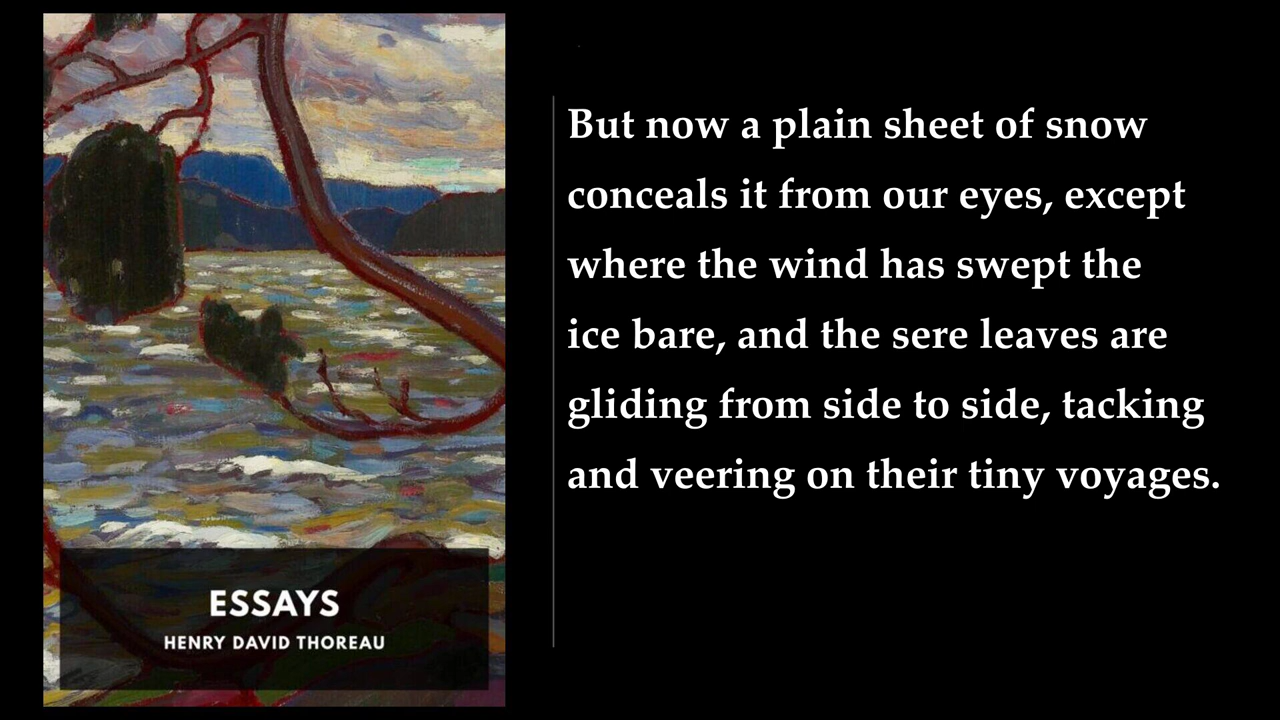 ESSAYS
HENRY DAVID THOREAU
But now a plain sheet of snow
conceals it from our eyes, except
where the wind has swept the
ice bare, and the sere leaves are
gliding from side to side, tacking
and veering on their tiny voyages.